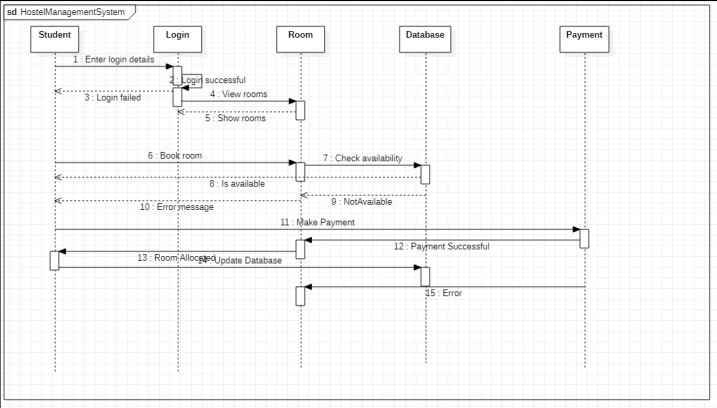 sd HostelManagementSystem
Student
Login
Room
Database
Payment
1 : Enter login details
2 : Login successful
3 : Login failed
4 : View rooms
5 : Show rooms
6 : Book room
7 : Check availability
8 : Is available
9 : NotAvailable
10 : Error message
11 : Make Payment
12 : Payment Successful
13 : Room Allocated
14 : Update Database
15 : Error